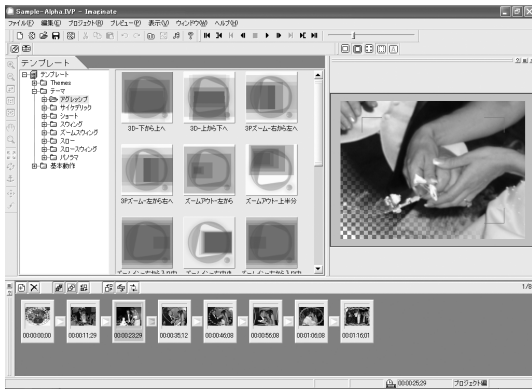 Sample-Alpha.IVP - Imaginate
ファイル(F) 編集(E) プロジェクト(R) プレビュー(P) 表示(V) ウィンドウ(W) ヘルプ(H)
テンプレート
テンプレート
Themes
テーマ
アグレッシブ
サイケデリック
ショート
スウィング
ズームスウィング
スロー
スロースウィング
パノラマ
基本動作
3D-下から上へ
3D-上から下へ
3Pズーム-右から左へ
3Pズーム-左から右へ
ズームアウト-左から
ズームアウト-上半分
1/8
00:00:00;00
00:00:11;29
00:00:23;29
00:00:35;12
00:00:46;08
00:00:56;08
00:01:06;08
00:01:16;01
00:00:25;29
プロジェクト編